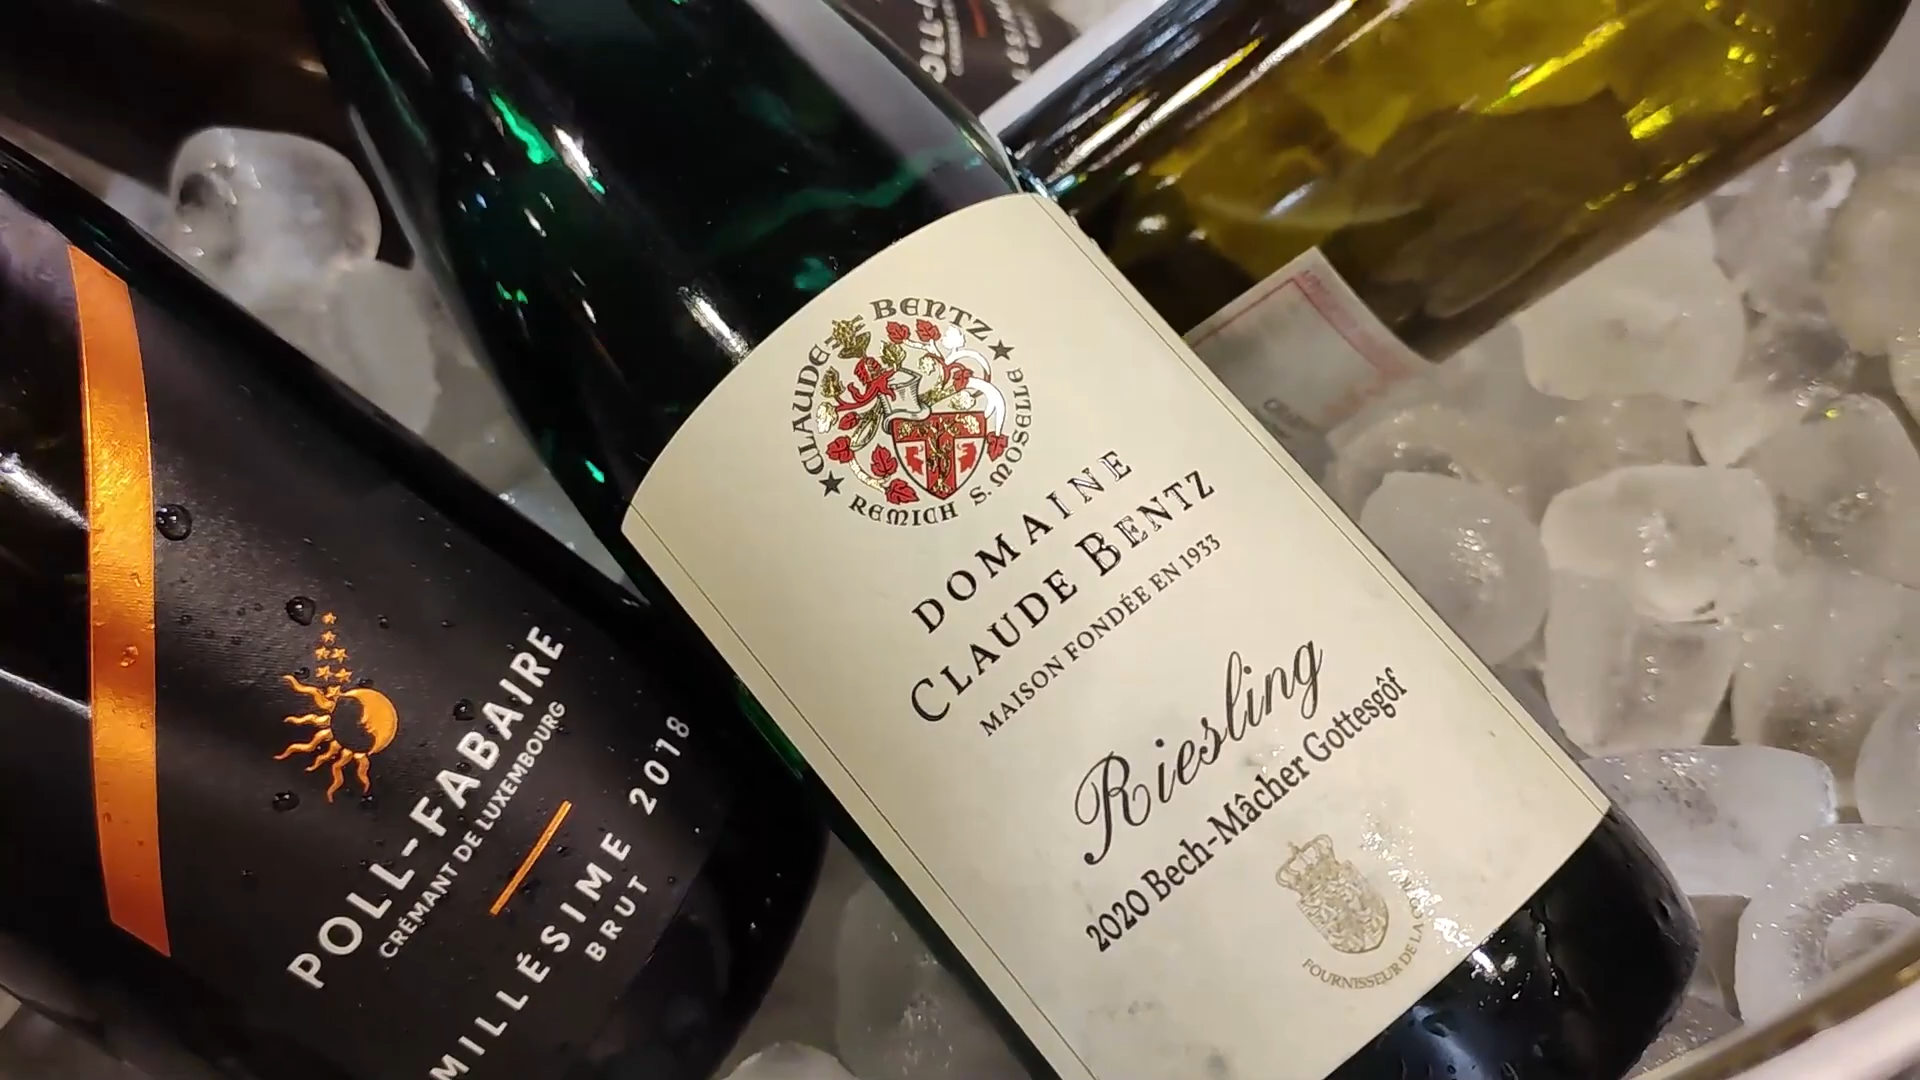 POLL-FABAIRE
CRÉMANT DE LUXEMBOURG
MILLÉSIME 2018
BRUT
CLAUDE BENTZ
REMICH S. MOSELLE
DOMAINE
CLAUDE BENTZ
MAISON FONDÉE EN 1933
Riesling
2020 Bech-Mâcher Gottesgôf
FOURNISSEUR DE LA